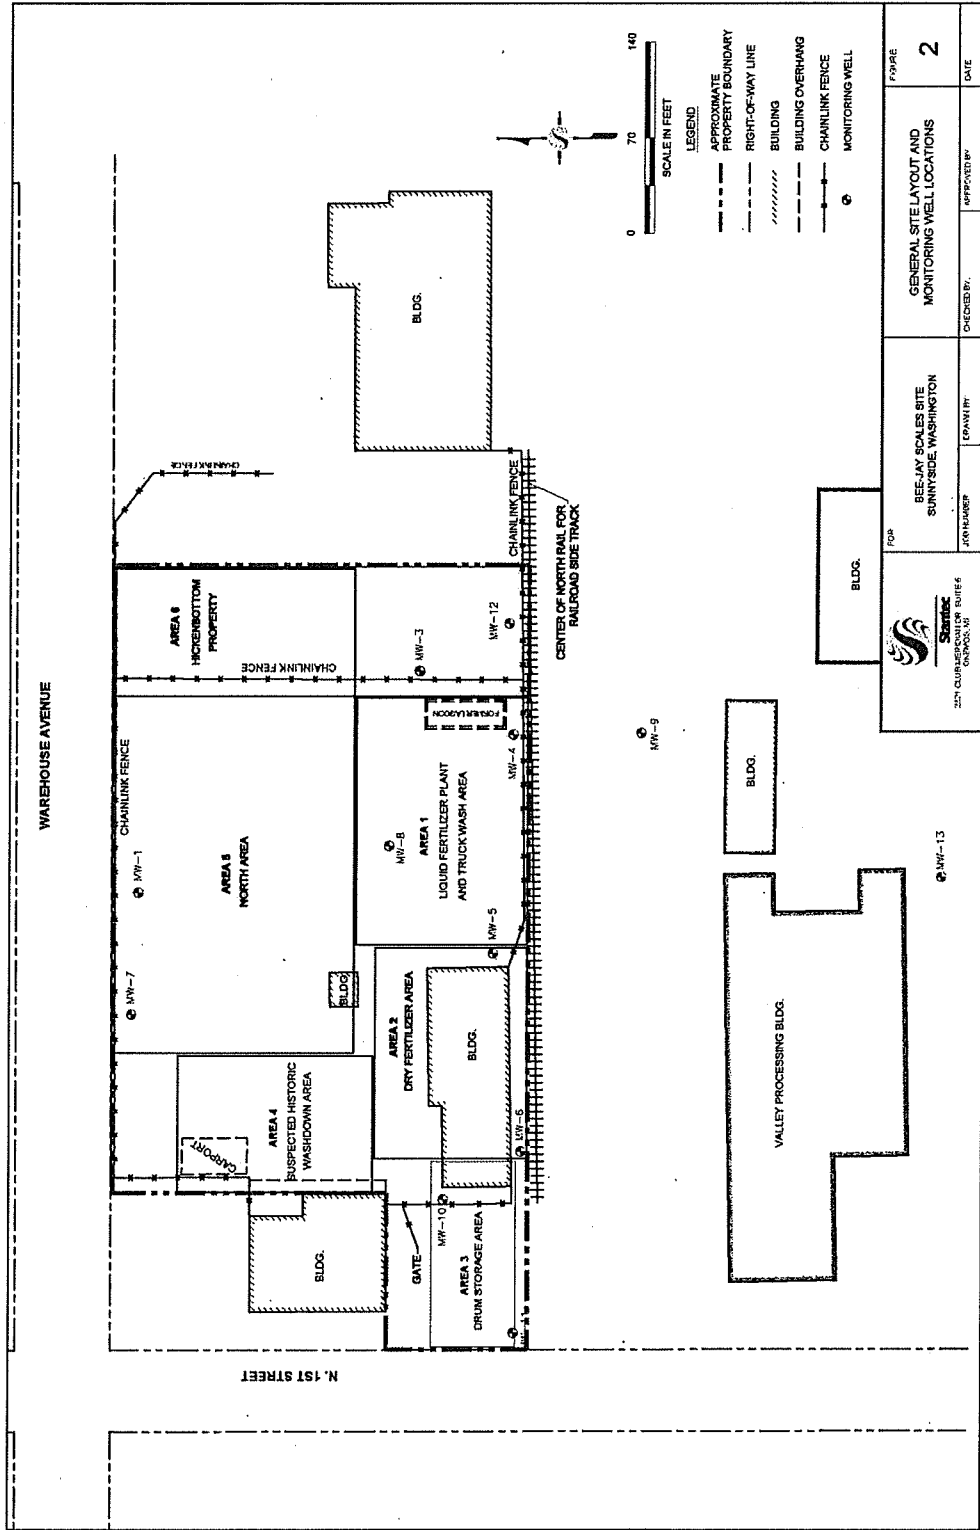 WAREHOUSE AVENUE
N. 1ST STREET
CHAINLINK FENCE
CHAINLINK FENCE
MW-7
MW-1
AREA 5
NORTH AREA
BLDG.
AREA 6
HICKENBOTTOM
PROPERTY
CHAINLINK FENCE
CARPORT
AREA 4
SUSPECTED HISTORIC
WASHDOWN AREA
BLDG.
GATE
AREA 2
DRY FERTILIZER AREA
BLDG.
MW-8
AREA 1
LIQUID FERTILIZER PLANT
AND TRUCK WASH AREA
FORMER LAGOON
MW-3
MW-12
MW-4
MW-5
MW-6
MW-10
AREA 3
DRUM STORAGE AREA
BLDG.
CHAINLINK FENCE
CENTER OF NORTH RAIL FOR
RAILROAD SIDE TRACK
MW-9
MW-13
VALLEY PROCESSING BLDG.
BLDG.
BLDG.
0 70 140
SCALE IN FEET
LEGEND
APPROXIMATE
PROPERTY BOUNDARY
RIGHT-OF-WAY LINE
BUILDING
BUILDING OVERHANG
CHAINLINK FENCE
MONITORING WELL
Stantec
FOR
BEE-JAY SCALES SITE
SUNNYSIDE, WASHINGTON
GENERAL SITE LAYOUT AND
MONITORING WELL LOCATIONS
FIGURE
2
JOB NUMBER
DRAWN BY
CHECKED BY:
APPROVED BY
DATE